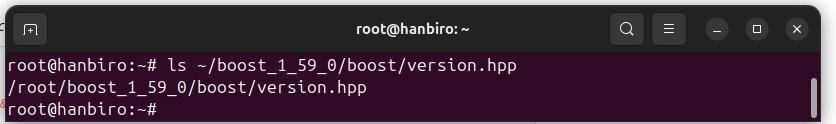 root@hanbiro: ~
root@hanbiro:~# ls ~/boost_1_59_0/boost/version.hpp
/root/boost_1_59_0/boost/version.hpp
root@hanbiro:~#